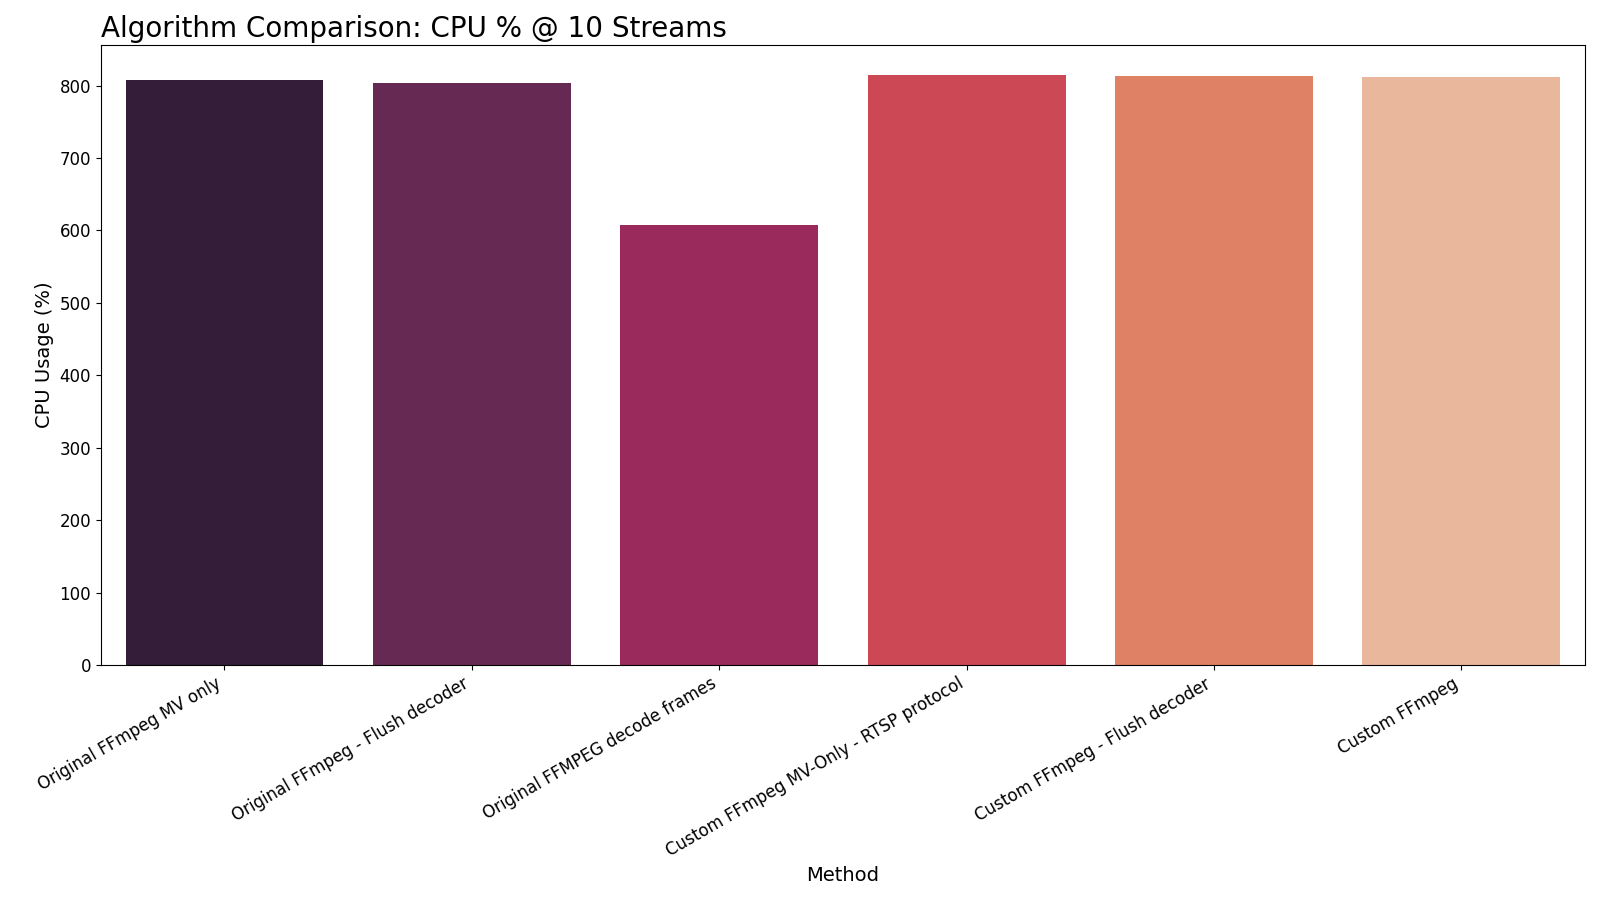 Algorithm Comparison: CPU % @ 10 Streams
CPU Usage (%)
800
700
600
500
400
300
200
100
0
Original FFmpeg MV only
Original FFmpeg - Flush decoder
Original FFMPEG decode frames
Custom FFmpeg MV-Only - RTSP protocol
Custom FFmpeg - Flush decoder
Custom FFmpeg
Method